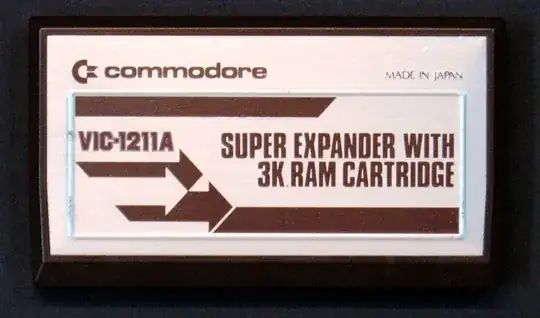 commodore
MADE IN JAPAN
VIC-1211A
SUPER EXPANDER WITH
3K RAM CARTRIDGE